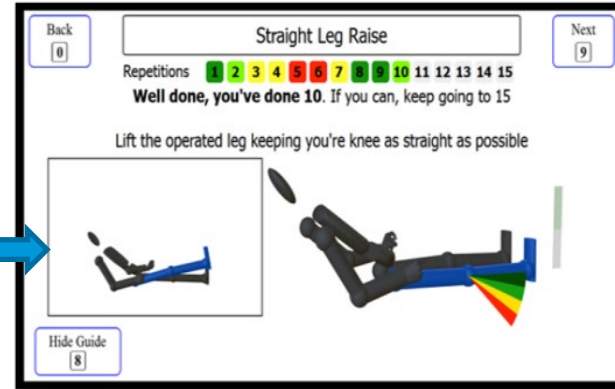 Back
0
Straight Leg Raise
Next
9
Repetitions 1 2 3 4 5 6 7 8 9 10 11 12 13 14 15
Well done, you've done 10. If you can, keep going to 15
Lift the operated leg keeping you're knee as straight as possible
Hide Guide
8